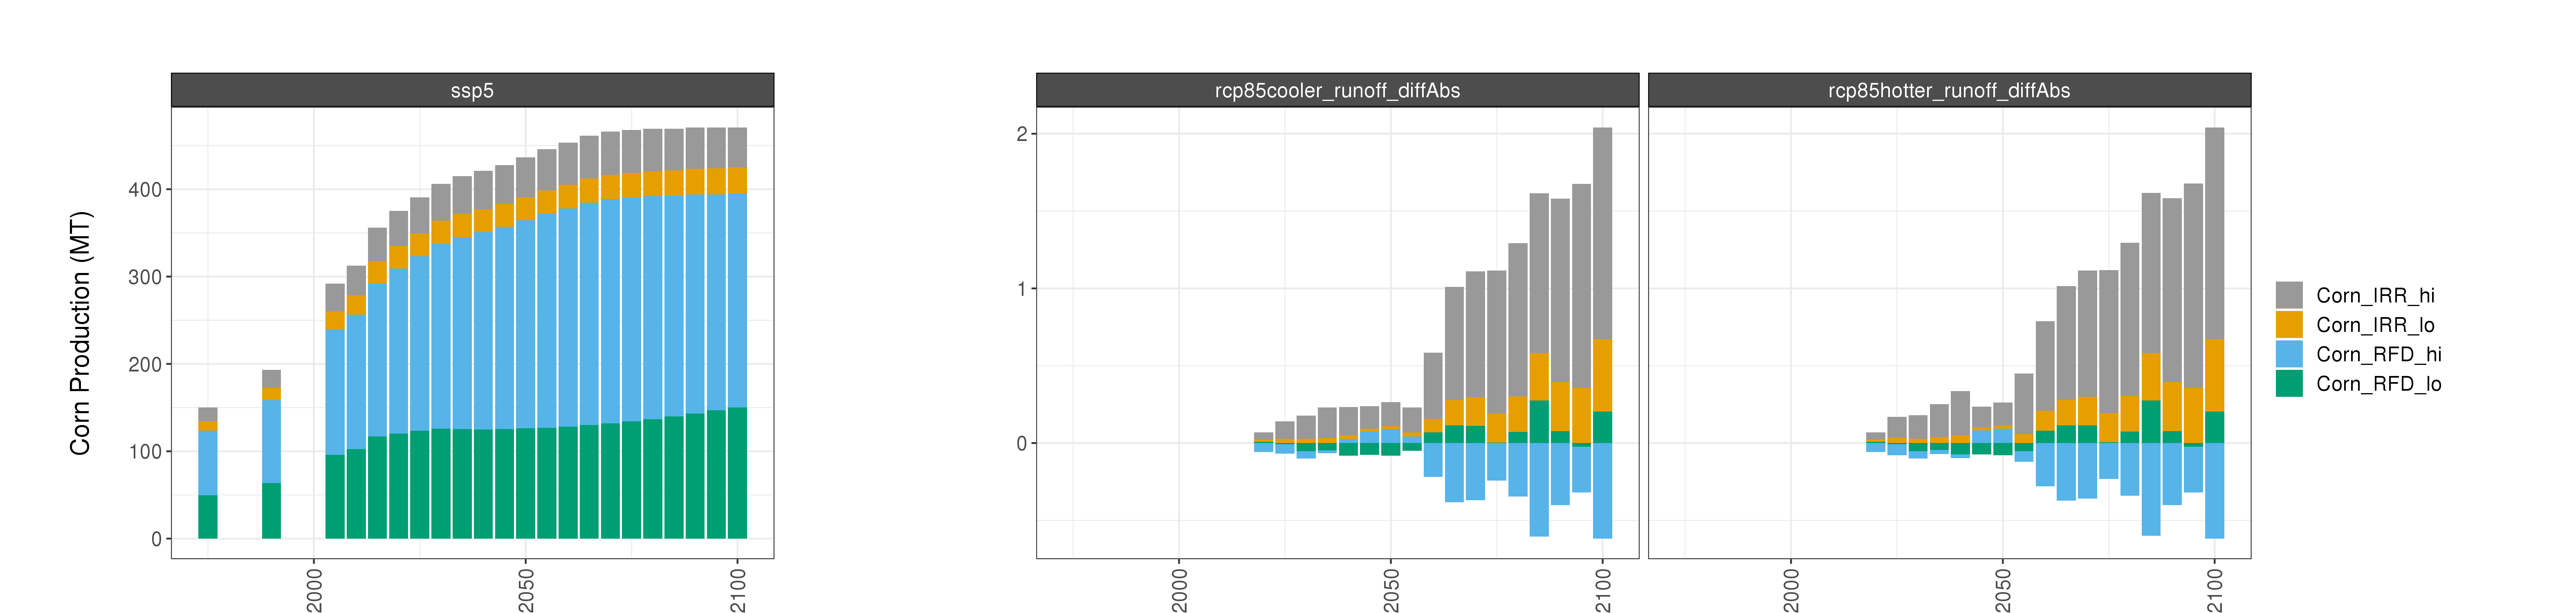 ssp5
rcp85cooler_runoff_diffAbs
rcp85hotter_runoff_diffAbs
Corn Production (MT)
400
300
200
100
0
2
1
0
2000
2050
2100
2000
2050
2100
2000
2050
2100
Corn_IRR_hi
Corn_IRR_lo
Corn_RFD_hi
Corn_RFD_lo